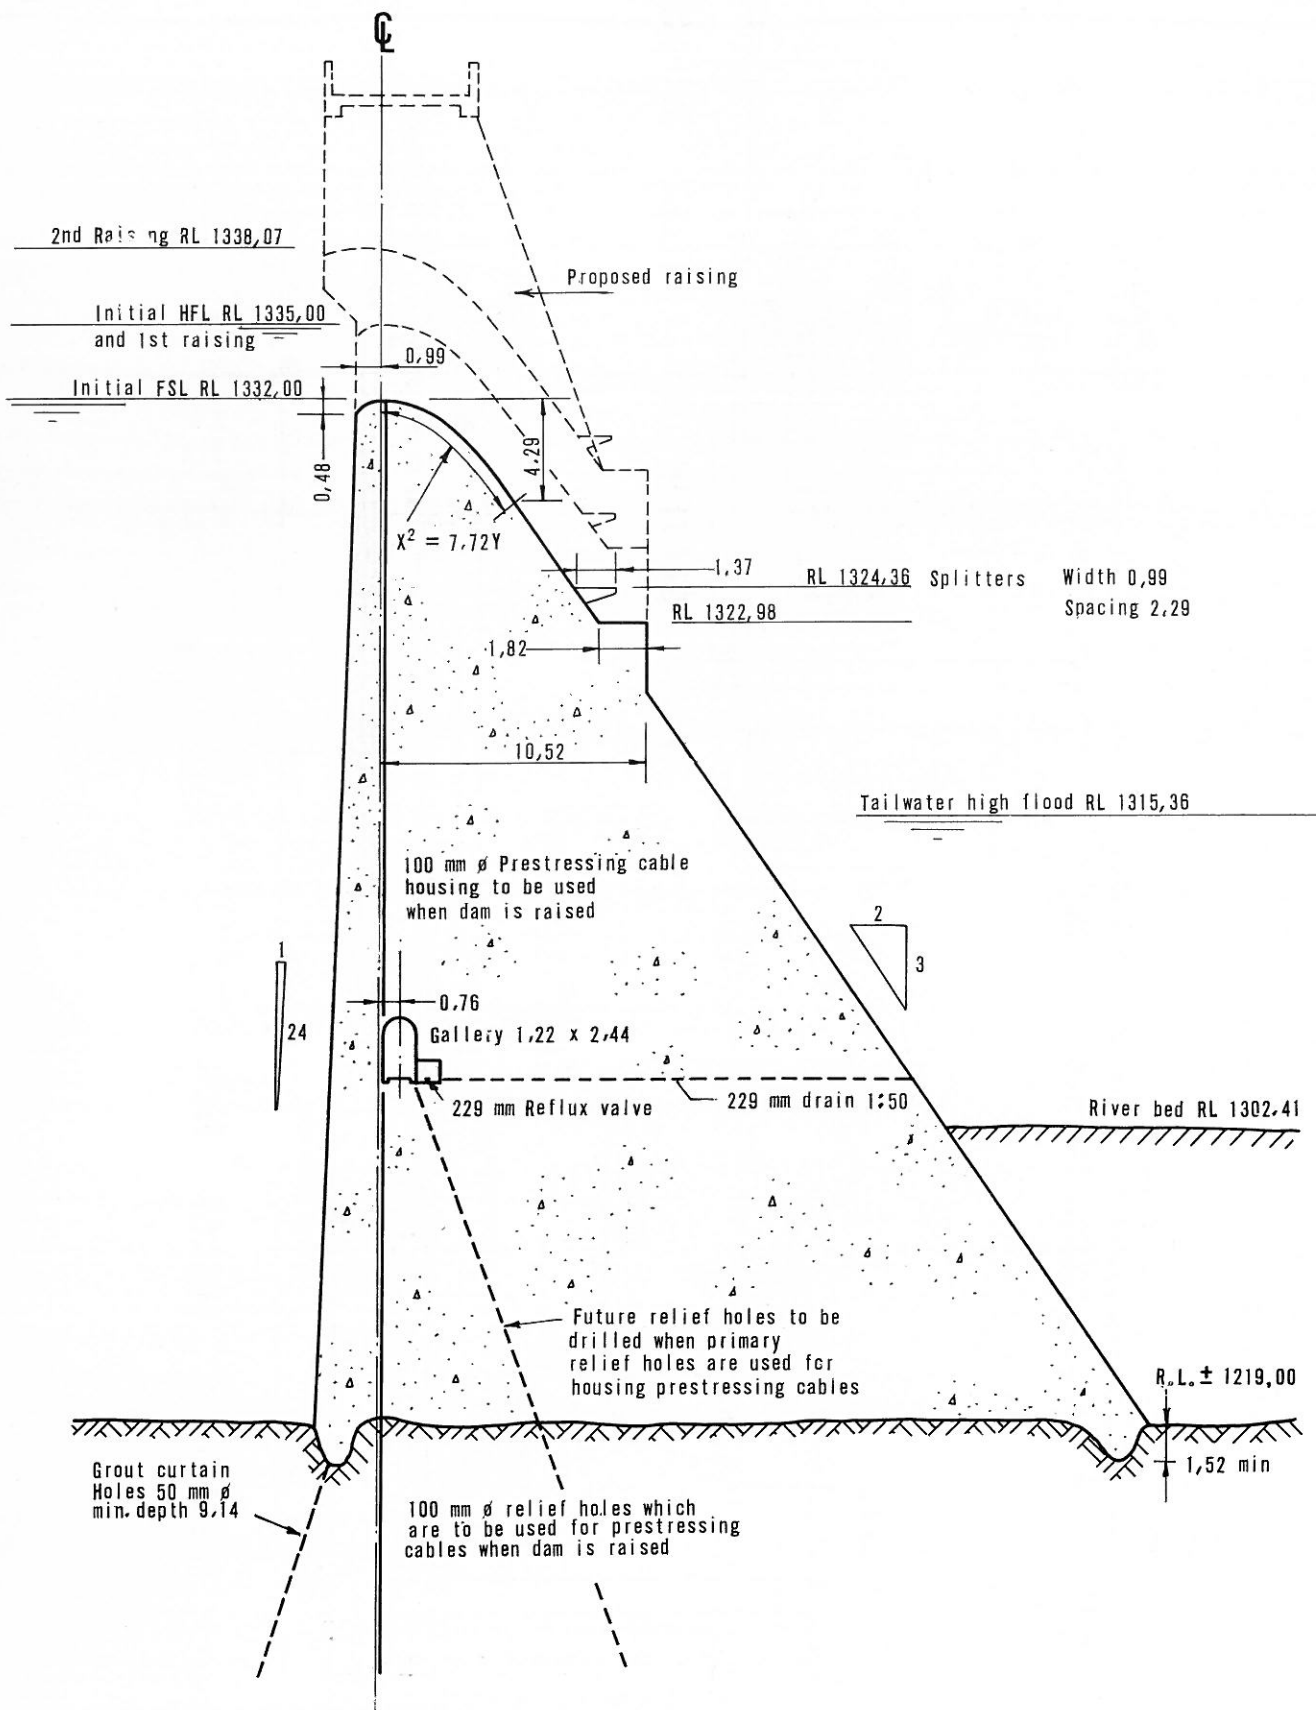 ℄
2nd Raising RL 1338,07
Proposed raising
Initial HFL RL 1335,00
and 1st raising
0,99
Initial FSL RL 1332,00
4.29
0,48
X² = 7,72Y
1,37
RL 1324,36 Splitters Width 0,99
Spacing 2,29
RL 1322,98
1,82
10,52
Tailwater high flood RL 1315,36
100 mm ø Prestressing cable
housing to be used
when dam is raised
2
3
1
24
0.76
Gallery 1,22 x 2,44
229 mm Reflux valve
229 mm drain 1:50
River bed RL 1302.41
Future relief holes to be
drilled when primary
relief holes are used for
housing prestressing cables
R.L. ± 1219,00
1,52 min
Grout curtain
Holes 50 mm ø
min. depth 9,14
100 mm ø relief holes which
are to be used for prestressing
cables when dam is raised